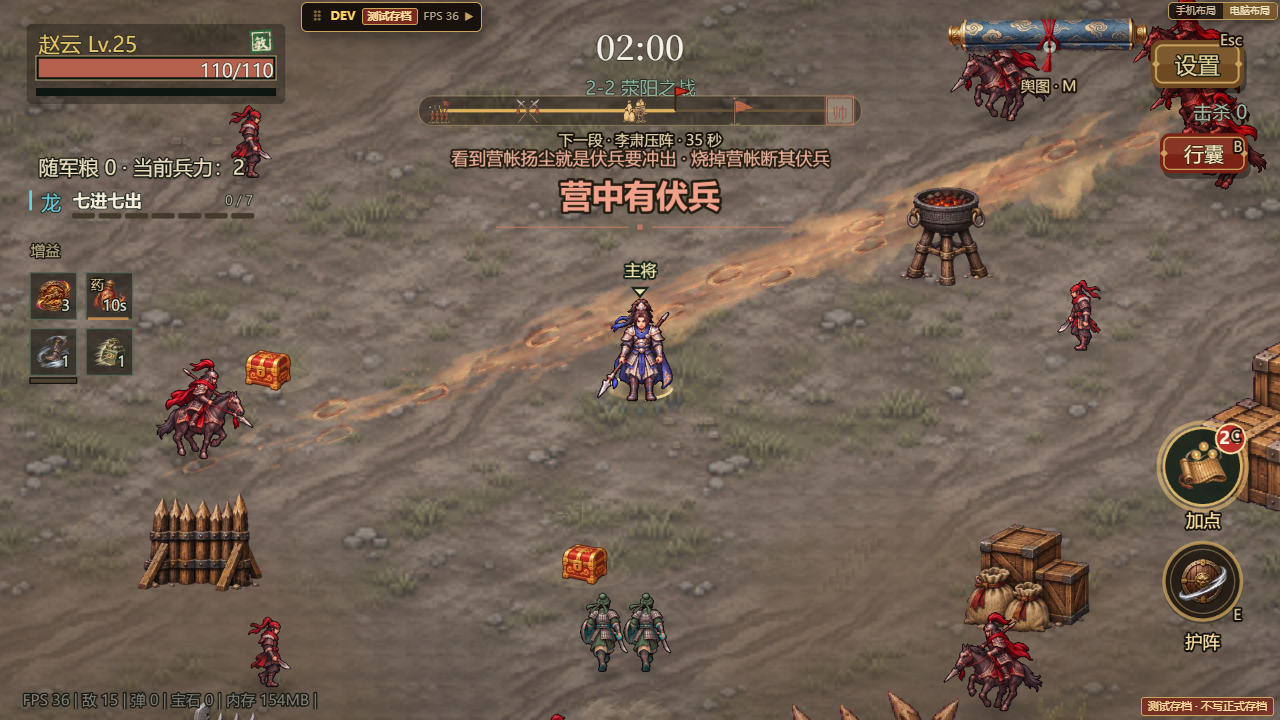 DEV 测试存档 FPS 36
手机布局 电脑布局
赵云 Lv.25
敏
110/110
02:00
2-2 荥阳之战
帅
下一段 · 李肃压阵 · 35 秒
看到营帐扬尘就是伏兵要冲出 · 烧掉营帐断其伏兵
营中有伏兵
Esc
设置
舆图 · M
击杀 0
行囊 B
随军粮 0 · 当前兵力: 2
龙 七进七出 0 / 7
增益
3
药 10s
1
1
主将
加点
E
护阵
FPS 36 | 敌 15 | 弹 0 | 宝石 0 | 内存 154MB |
测试存档 · 不写正式存档